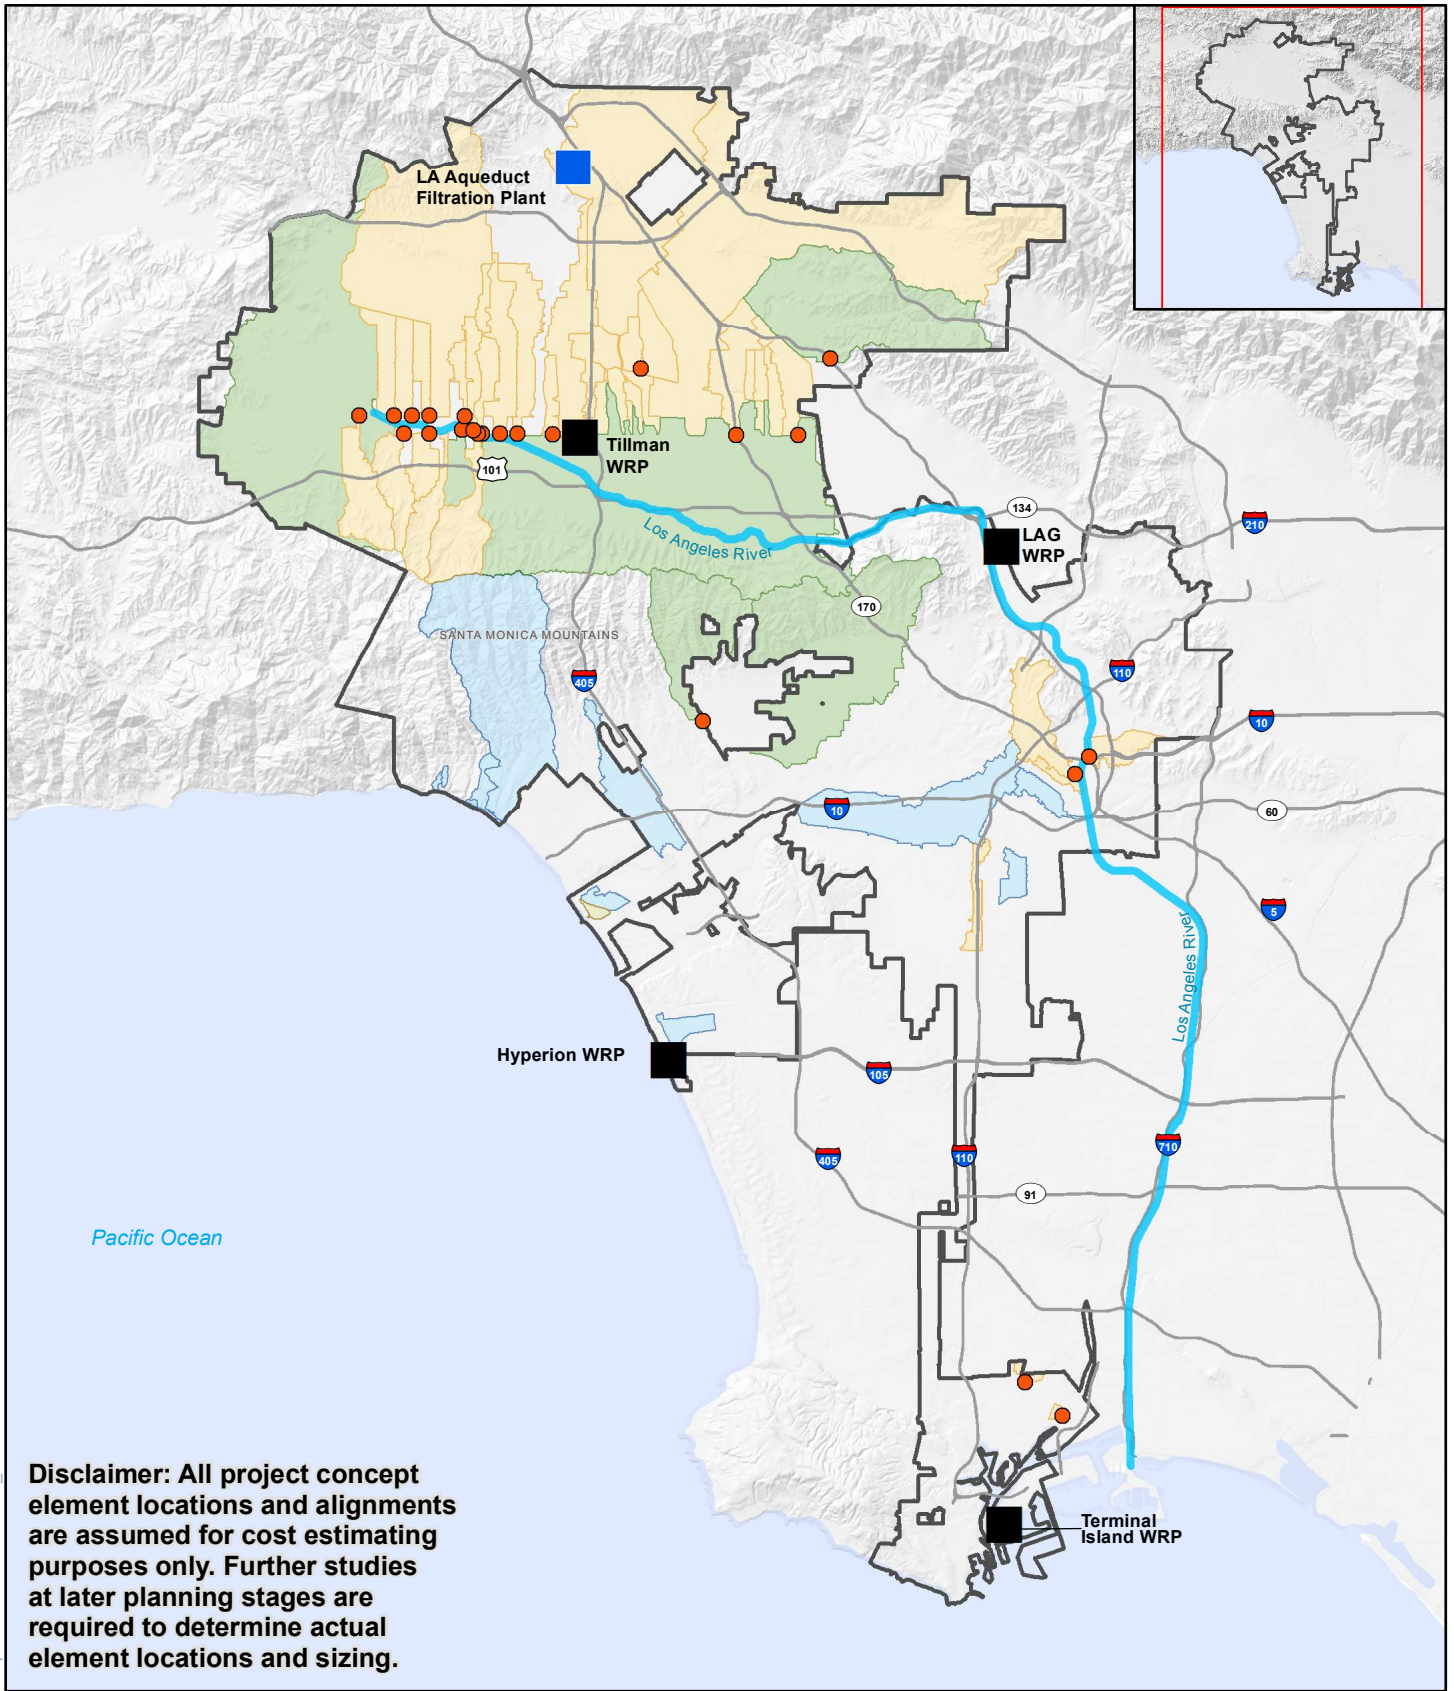 LA Aqueduct
Filtration Plant
Tillman
WRP
101
Los Angeles River
134
210
LAG
WRP
170
SANTA MONICA MOUNTAINS
405
110
10
10
60
5
Los Angeles River
Hyperion WRP
105
405
110
710
91
Pacific Ocean
Disclaimer: All project concept
element locations and alignments
are assumed for cost estimating
purposes only. Further studies
at later planning stages are
required to determine actual
element locations and sizing.
Terminal
Island WRP